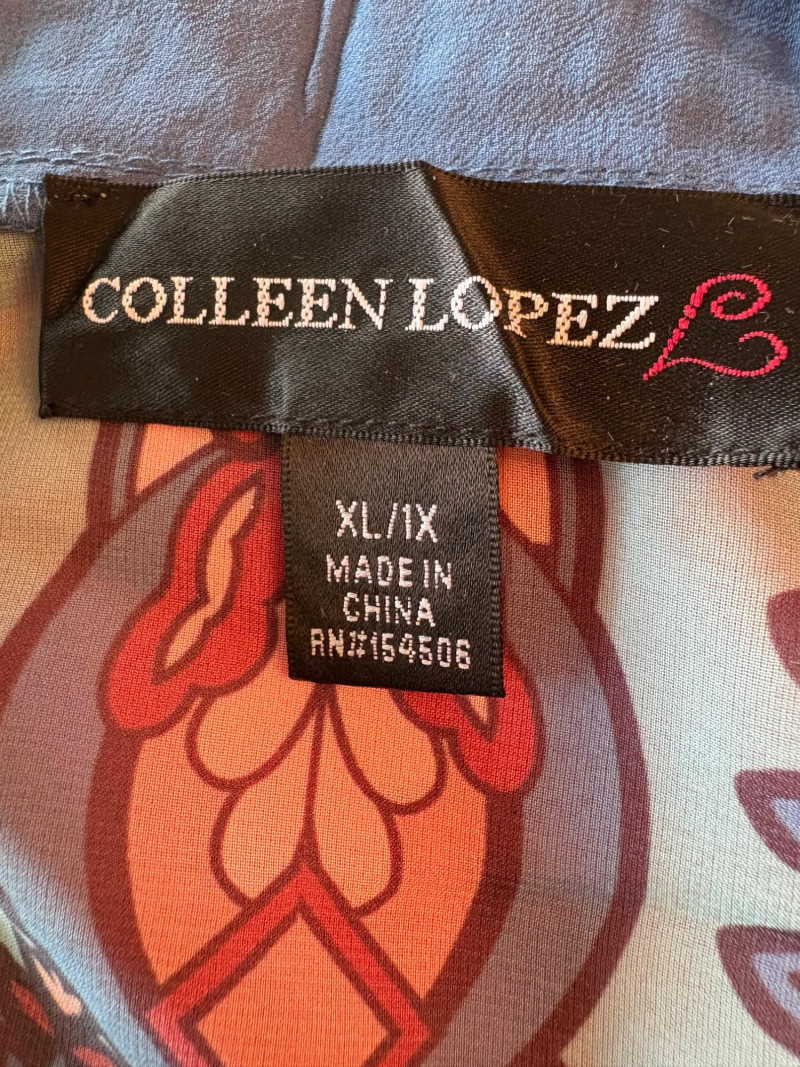 COLLEEN LOPEZ
XL/1X
MADE IN
CHINA
RN#154506